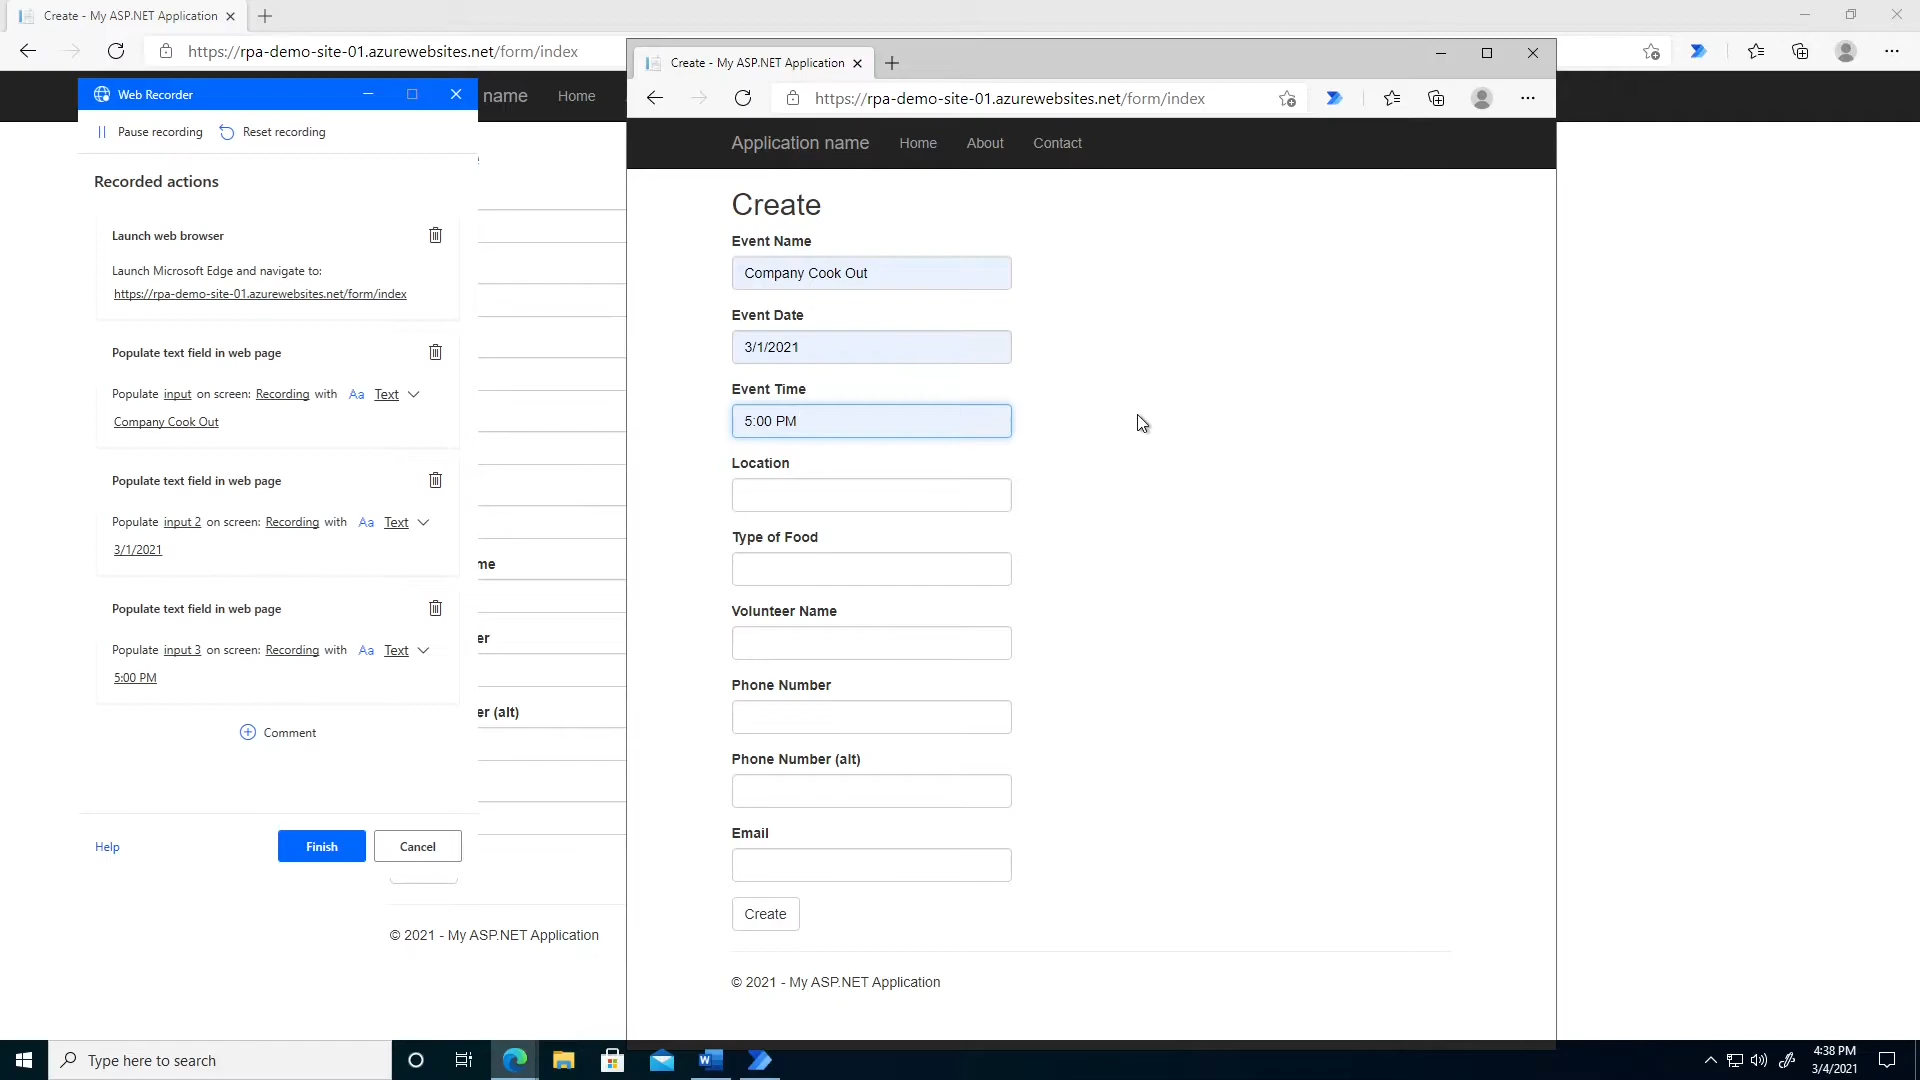 Create - My ASP.NET Application
https://rpa-demo-site-01.azurewebsites.net/form/index
name
Home
Web Recorder
Pause recording
Reset recording
Recorded actions
Launch web browser
Launch Microsoft Edge and navigate to:
https://rpa-demo-site-01.azurewebsites.net/form/index
Populate text field in web page
Populate input on screen: Recording with Aa Text
Company Cook Out
Populate text field in web page
Populate input 2 on screen: Recording with Aa Text
3/1/2021
Populate text field in web page
Populate input 3 on screen: Recording with Aa Text
5:00 PM
Comment
Help
Finish
Cancel
me
er
er (alt)
© 2021 - My ASP.NET Application
Create - My ASP.NET Application
https://rpa-demo-site-01.azurewebsites.net/form/index
Application name
Home
About
Contact
Create
Event Name
Company Cook Out
Event Date
3/1/2021
Event Time
5:00 PM
Location
Type of Food
Volunteer Name
Phone Number
Phone Number (alt)
Email
Create
© 2021 - My ASP.NET Application
Type here to search
4:38 PM
3/4/2021